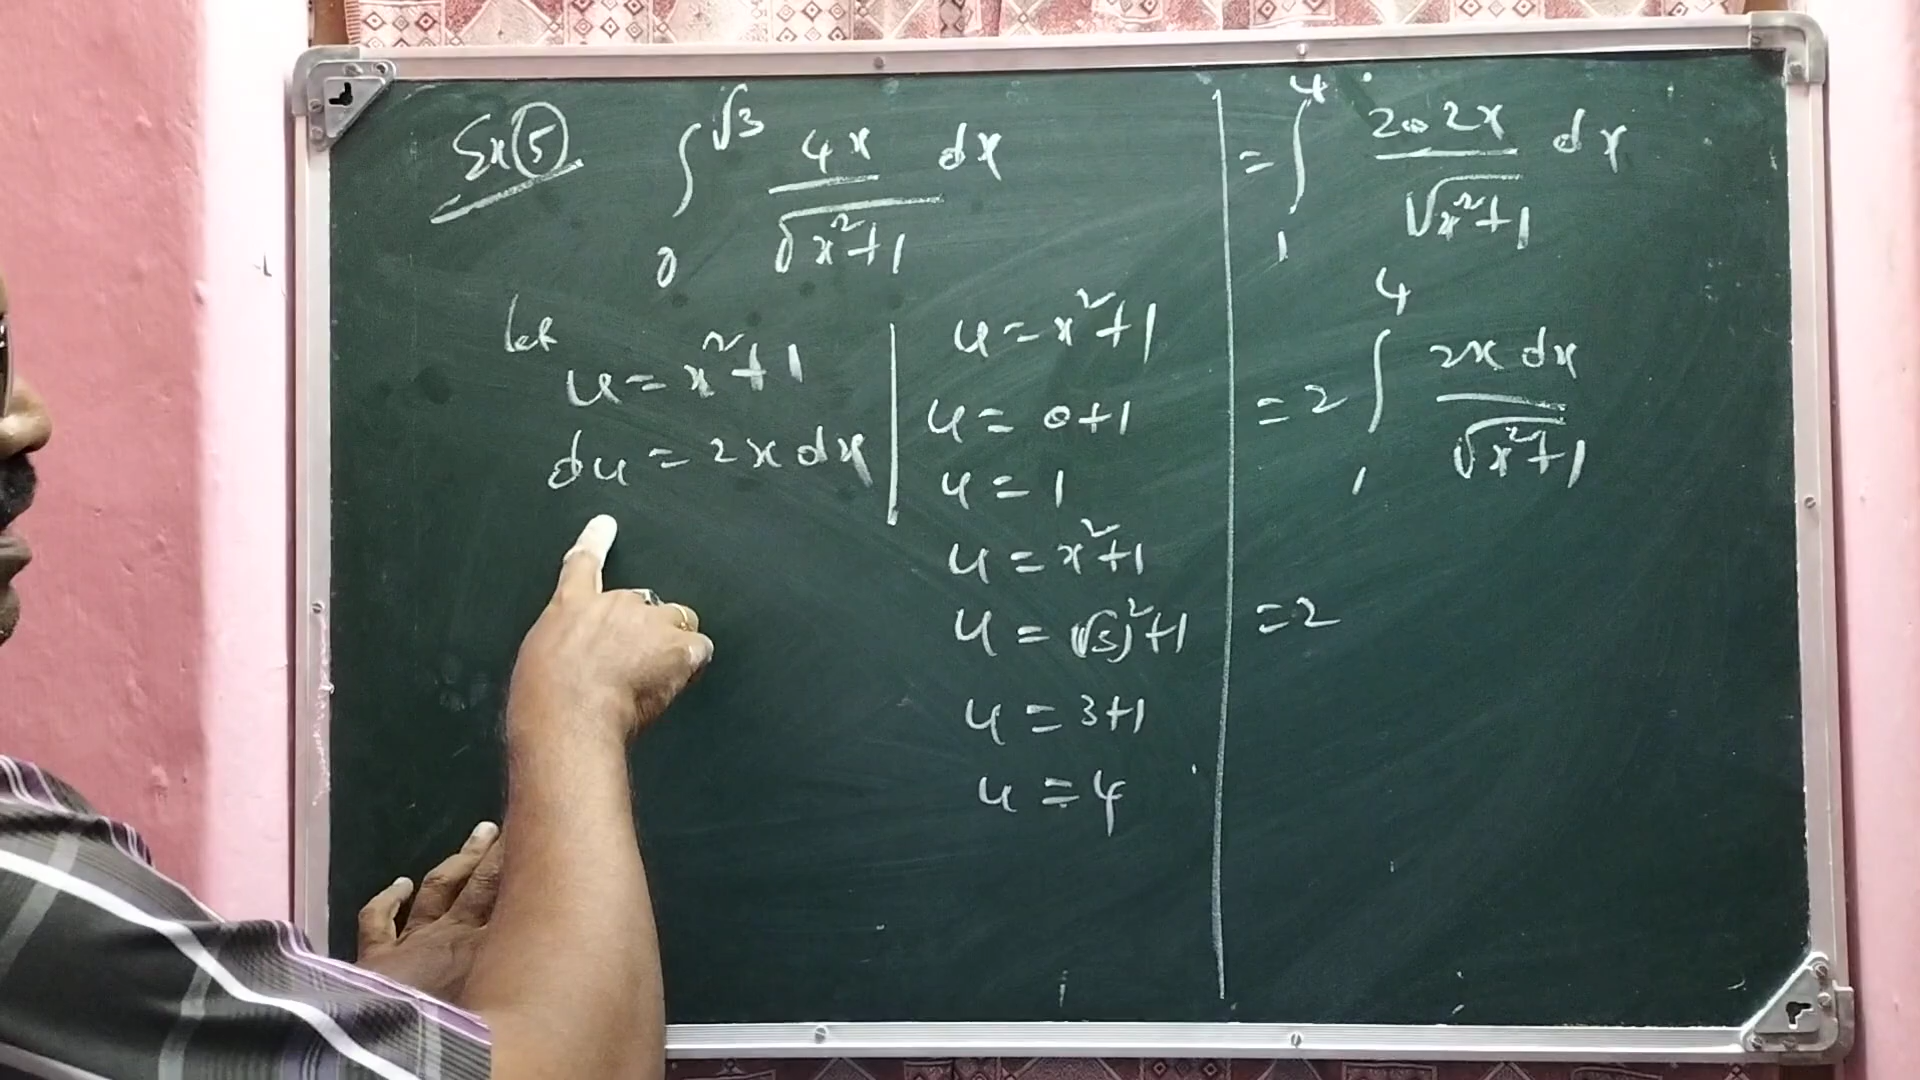 Ex ⑤ ∫₀^√3 4x/√(x²+1) dx
let
u = x²+1
du = 2x dx
u = x²+1
u = 0+1
u = 1
u = x²+1
u = (√3)²+1
u = 3+1
u = 4
= ∫₁⁴ 2·2x/√(x²+1) dx
= 2 ∫₁⁴ 2x dx/√(x²+1)
= 2